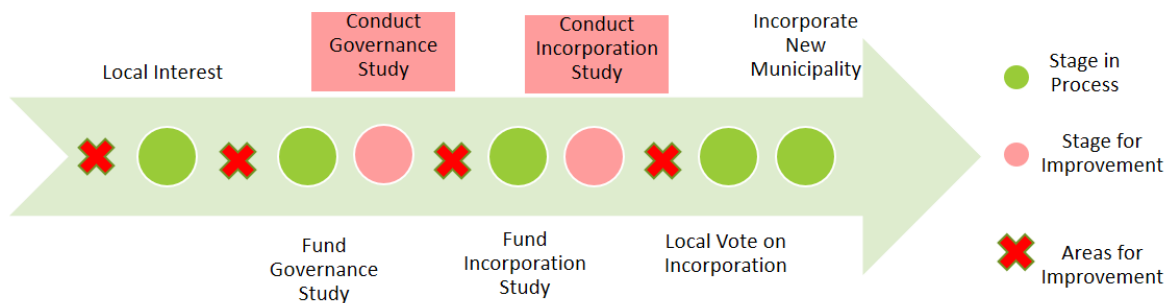 Local Interest
Conduct
Governance
Study
Conduct
Incorporation
Study
Incorporate
New
Municipality
Fund
Governance
Study
Fund
Incorporation
Study
Local Vote on
Incorporation
Stage in
Process
Stage for
Improvement
Areas for
Improvement